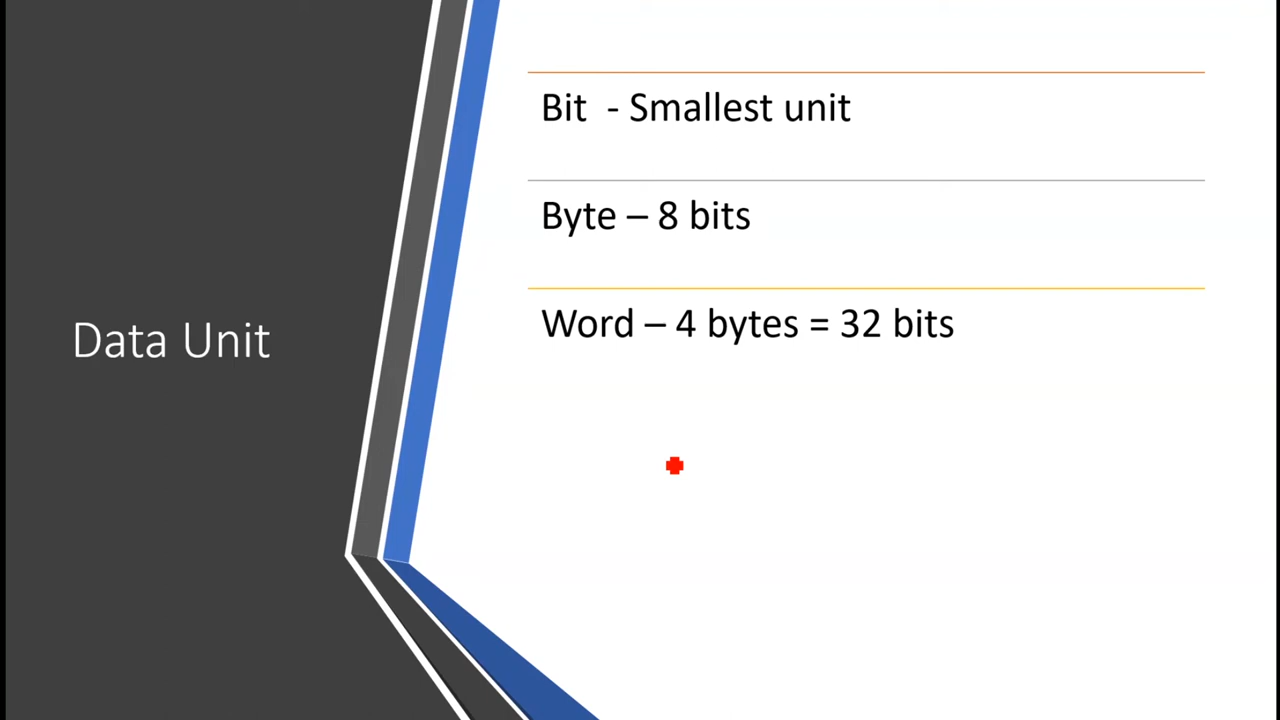 Data Unit
Bit - Smallest unit
Byte – 8 bits
Word – 4 bytes = 32 bits